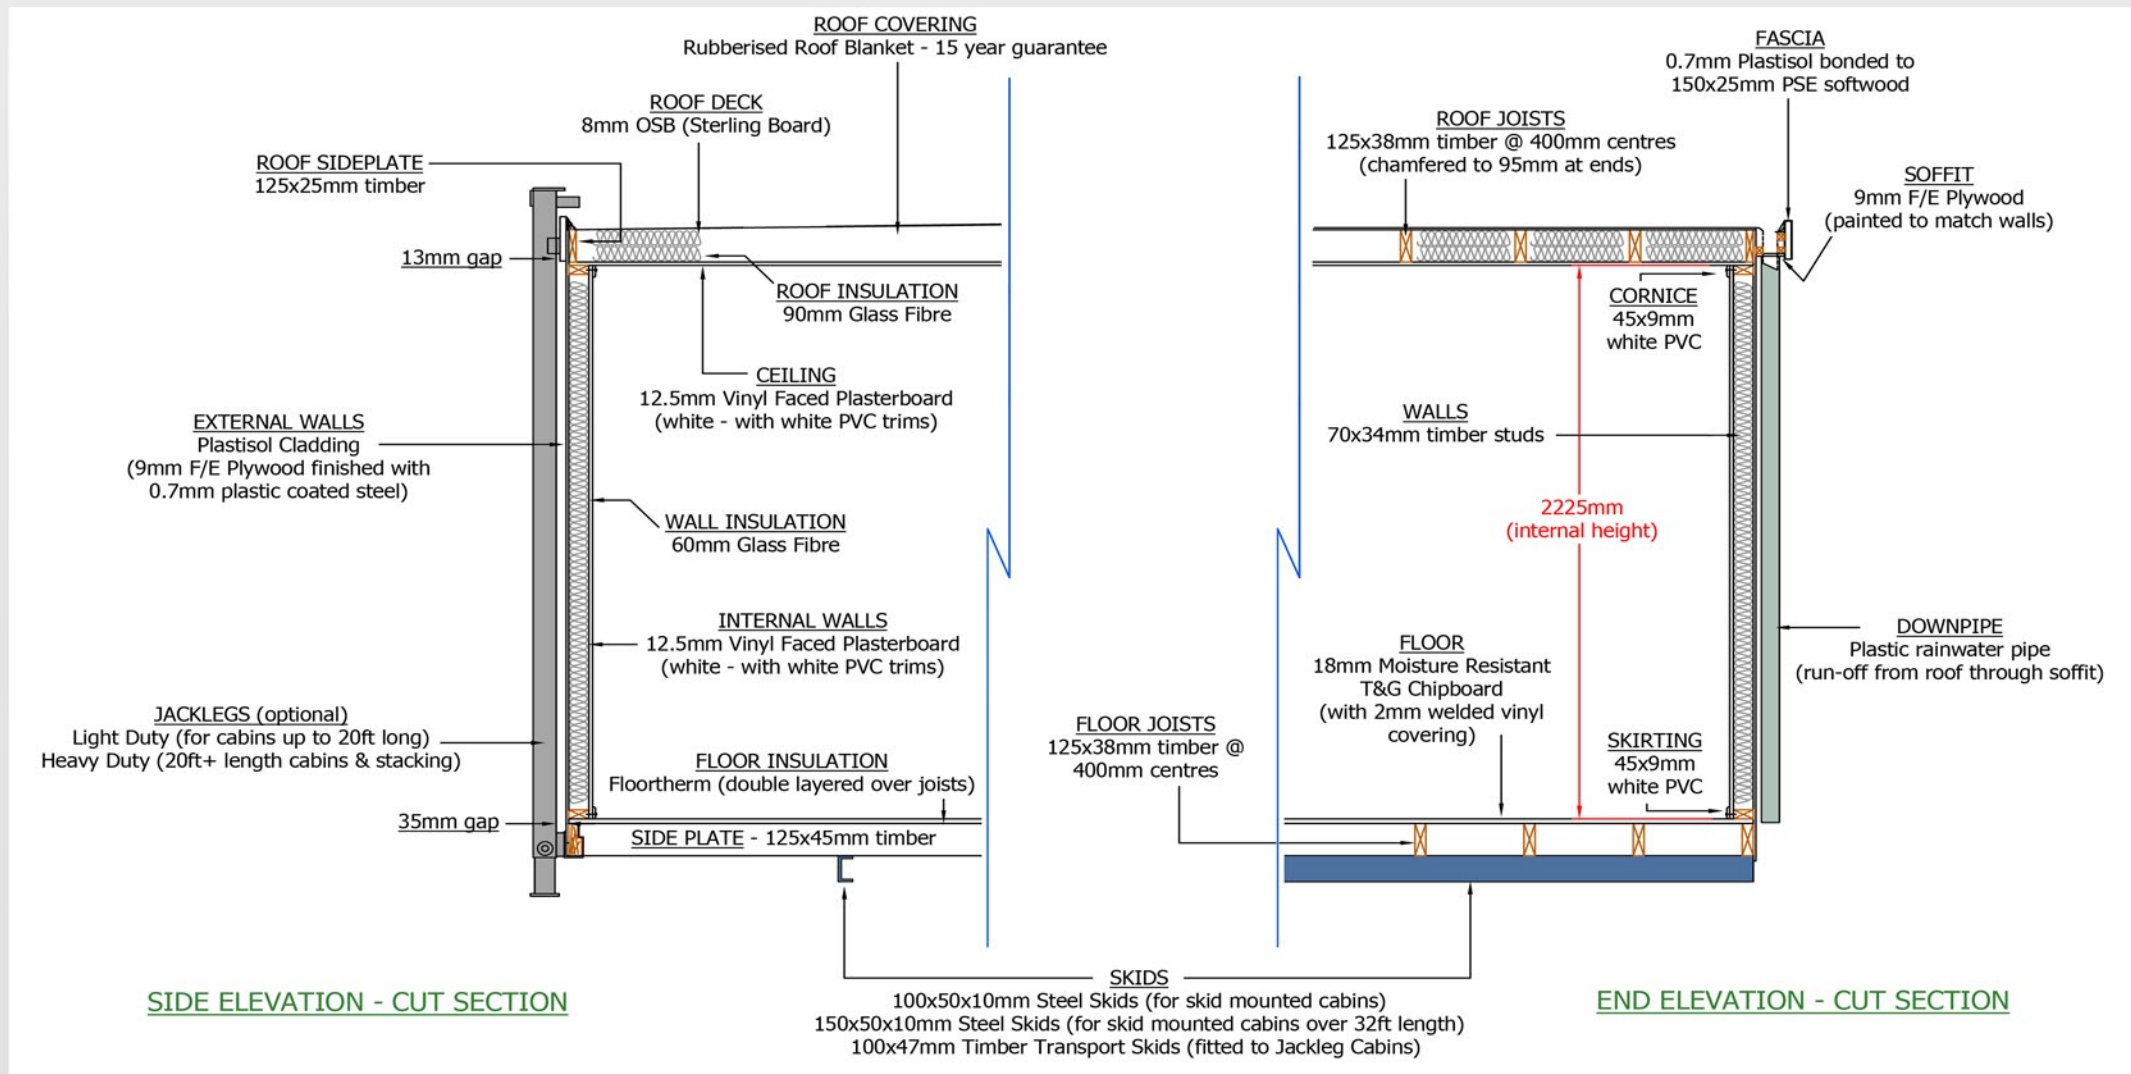 ROOF COVERING
Rubberised Roof Blanket - 15 year guarantee
FASCIA
0.7mm Plastisol bonded to
150x25mm PSE softwood
ROOF DECK
8mm OSB (Sterling Board)
ROOF JOISTS
125x38mm timber @ 400mm centres
(chamfered to 95mm at ends)
ROOF SIDEPLATE
125x25mm timber
SOFFIT
9mm F/E Plywood
(painted to match walls)
13mm gap
ROOF INSULATION
90mm Glass Fibre
CORNICE
45x9mm
white PVC
CEILING
12.5mm Vinyl Faced Plasterboard
(white - with white PVC trims)
EXTERNAL WALLS
Plastisol Cladding
(9mm F/E Plywood finished with
0.7mm plastic coated steel)
WALLS
70x34mm timber studs
2225mm
(internal height)
WALL INSULATION
60mm Glass Fibre
INTERNAL WALLS
12.5mm Vinyl Faced Plasterboard
(white - with white PVC trims)
DOWNPIPE
Plastic rainwater pipe
(run-off from roof through soffit)
FLOOR
18mm Moisture Resistant
T&G Chipboard
(with 2mm welded vinyl
covering)
JACKLEGS (optional)
Light Duty (for cabins up to 20ft long)
Heavy Duty (20ft+ length cabins & stacking)
FLOOR JOISTS
125x38mm timber @
400mm centres
SKIRTING
45x9mm
white PVC
FLOOR INSULATION
Floortherm (double layered over joists)
35mm gap
SIDE PLATE - 125x45mm timber
SKIDS
100x50x10mm Steel Skids (for skid mounted cabins)
150x50x10mm Steel Skids (for skid mounted cabins over 32ft length)
100x47mm Timber Transport Skids (fitted to Jackleg Cabins)
SIDE ELEVATION - CUT SECTION
END ELEVATION - CUT SECTION